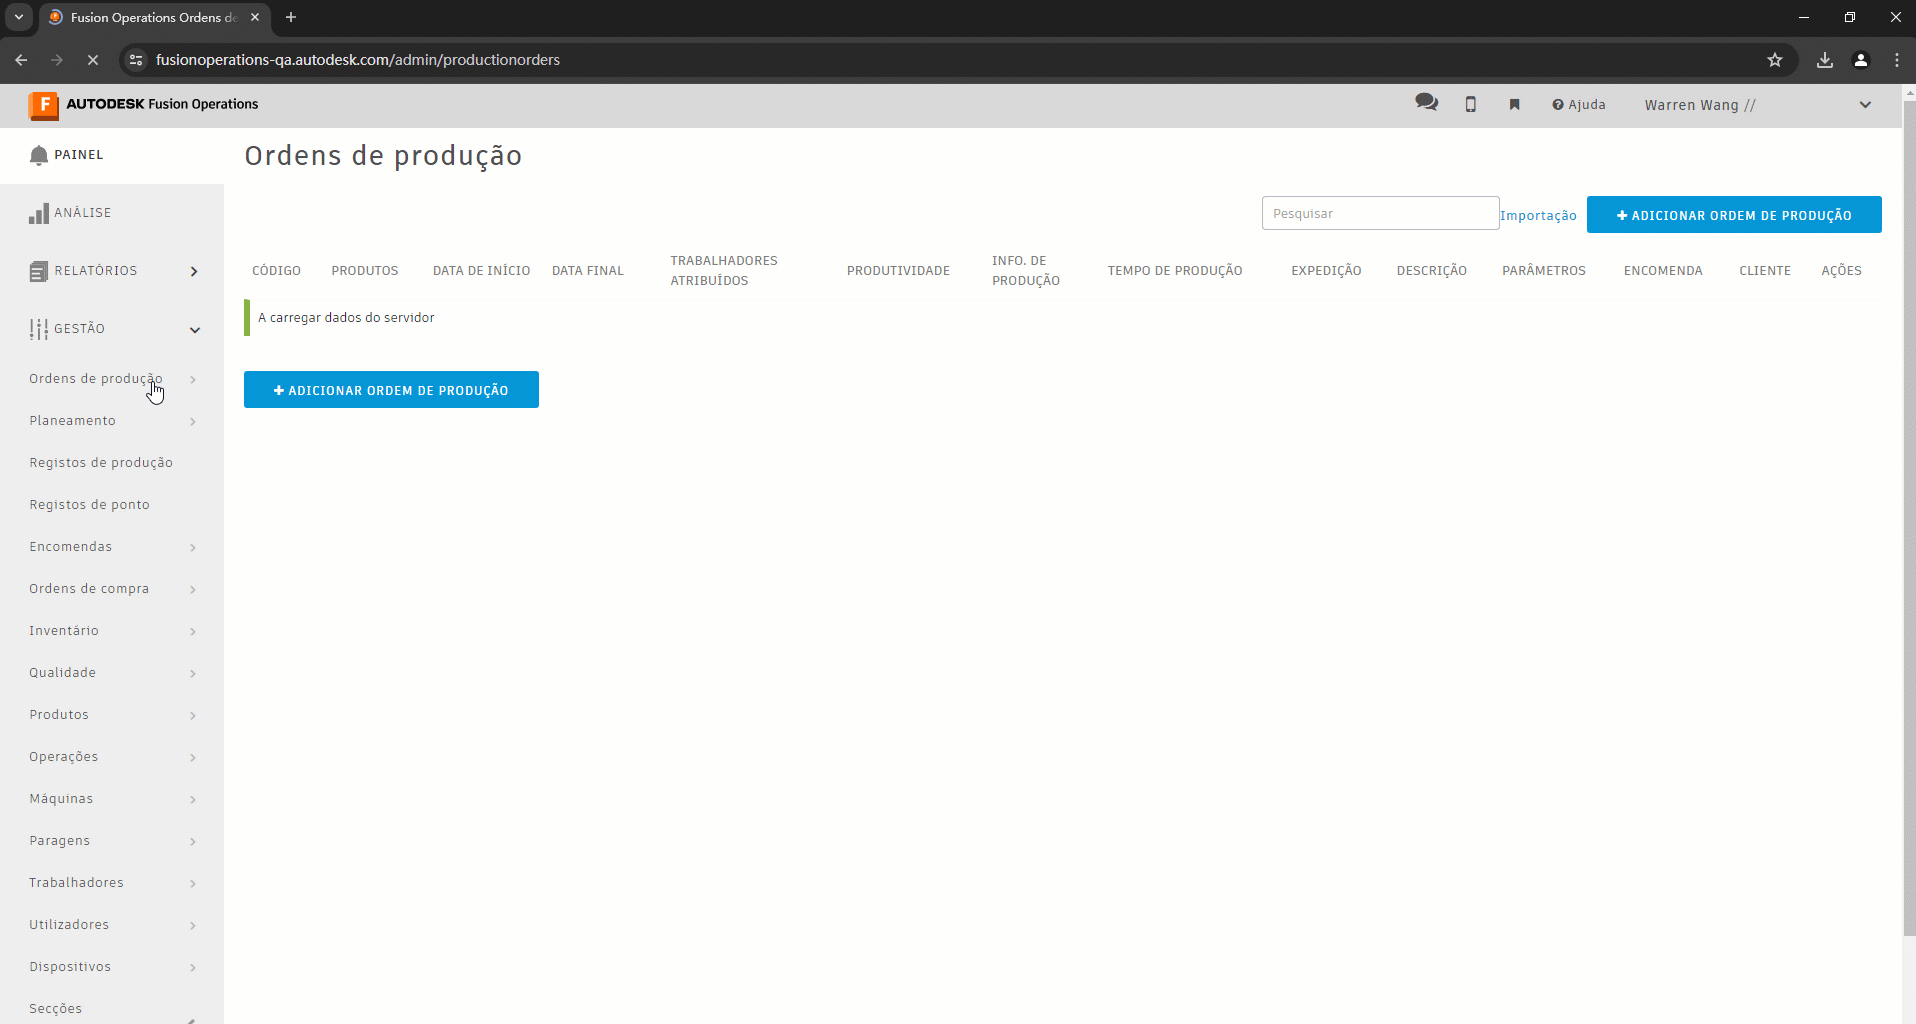 Fusion Operations Ordens de
fusionoperations-qa.autodesk.com/admin/productionorders
F AUTODESK Fusion Operations
Ajuda
Warren Wang //
PAINEL
ANÁLISE
RELATÓRIOS
GESTÃO
Ordens de produção
Planeamento
Registos de produção
Registos de ponto
Encomendas
Ordens de compra
Inventário
Qualidade
Produtos
Operações
Máquinas
Paragens
Trabalhadores
Utilizadores
Dispositivos
Secções
Ordens de produção
Pesquisar
Importação
+ ADICIONAR ORDEM DE PRODUÇÃO
CÓDIGO
PRODUTOS
DATA DE INÍCIO
DATA FINAL
TRABALHADORES
ATRIBUÍDOS
PRODUTIVIDADE
INFO. DE
PRODUÇÃO
TEMPO DE PRODUÇÃO
EXPEDIÇÃO
DESCRIÇÃO
PARÂMETROS
ENCOMENDA
CLIENTE
AÇÕES
A carregar dados do servidor
+ ADICIONAR ORDEM DE PRODUÇÃO